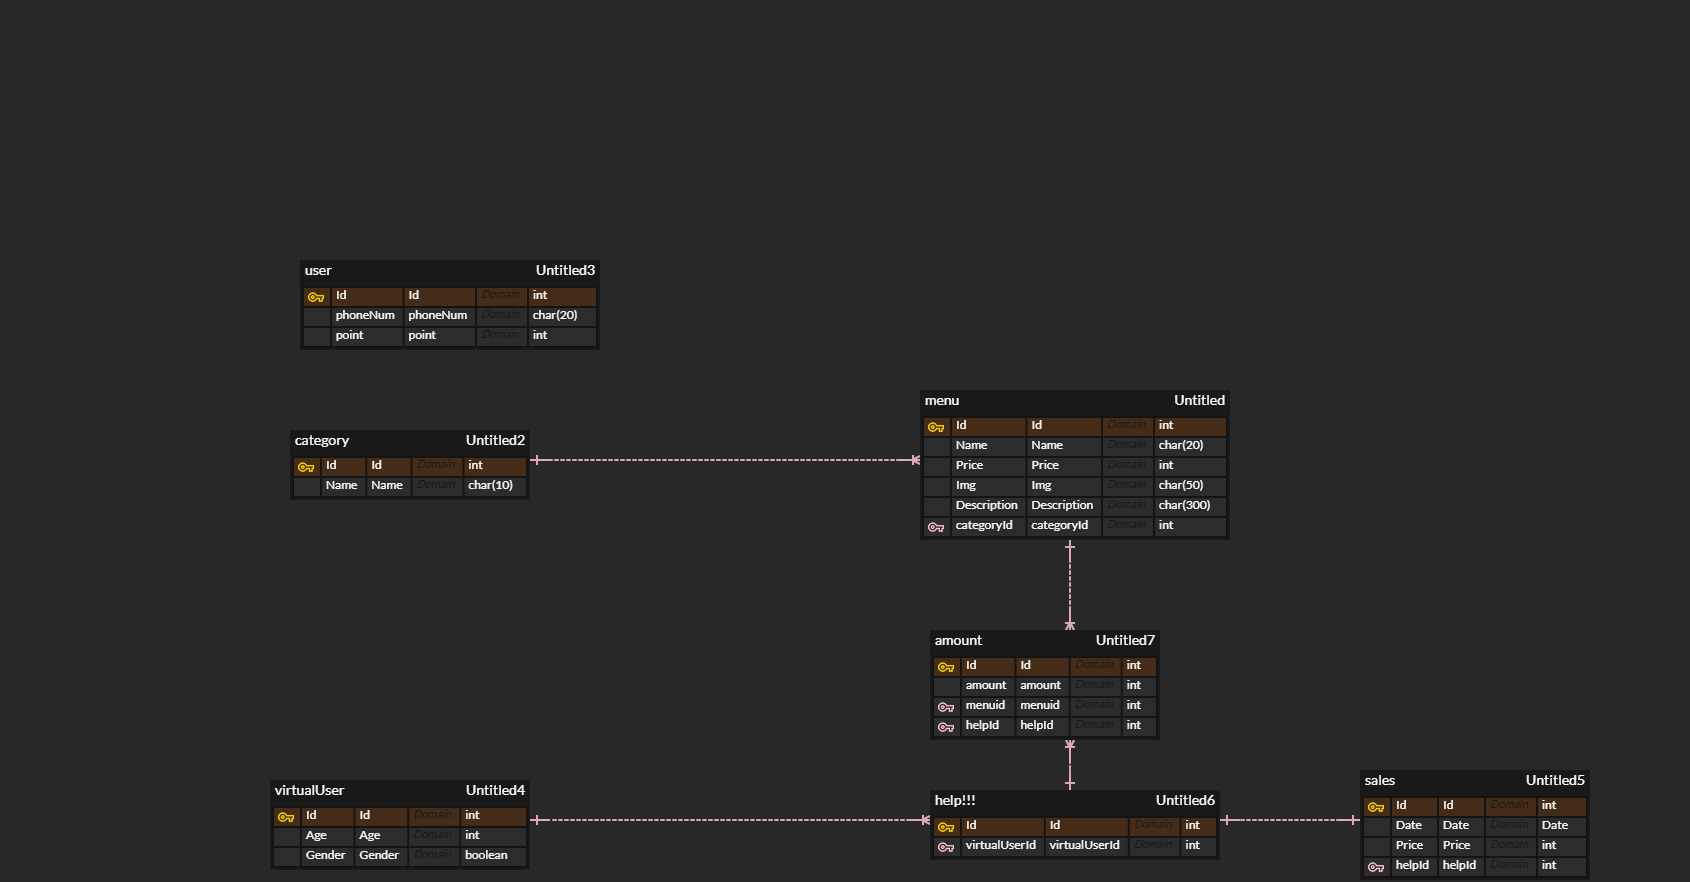 user Untitled3
Id Id Domain int
phoneNum phoneNum Domain char(20)
point point Domain int
menu Untitled
Id Id Domain int
Name Name Domain char(20)
Price Price Domain int
Img Img Domain char(50)
Description Description Domain char(300)
categoryId categoryId Domain int
category Untitled2
Id Id Domain int
Name Name Domain char(10)
amount Untitled7
Id Id Domain int
amount amount Domain int
menuid menuid Domain int
helpId helpId Domain int
virtualUser Untitled4
Id Id Domain int
Age Age Domain int
Gender Gender Domain boolean
help!!! Untitled6
Id Id Domain int
virtualUserId virtualUserId Domain int
sales Untitled5
Id Id Domain int
Date Date Domain Date
Price Price Domain int
helpId helpId Domain int